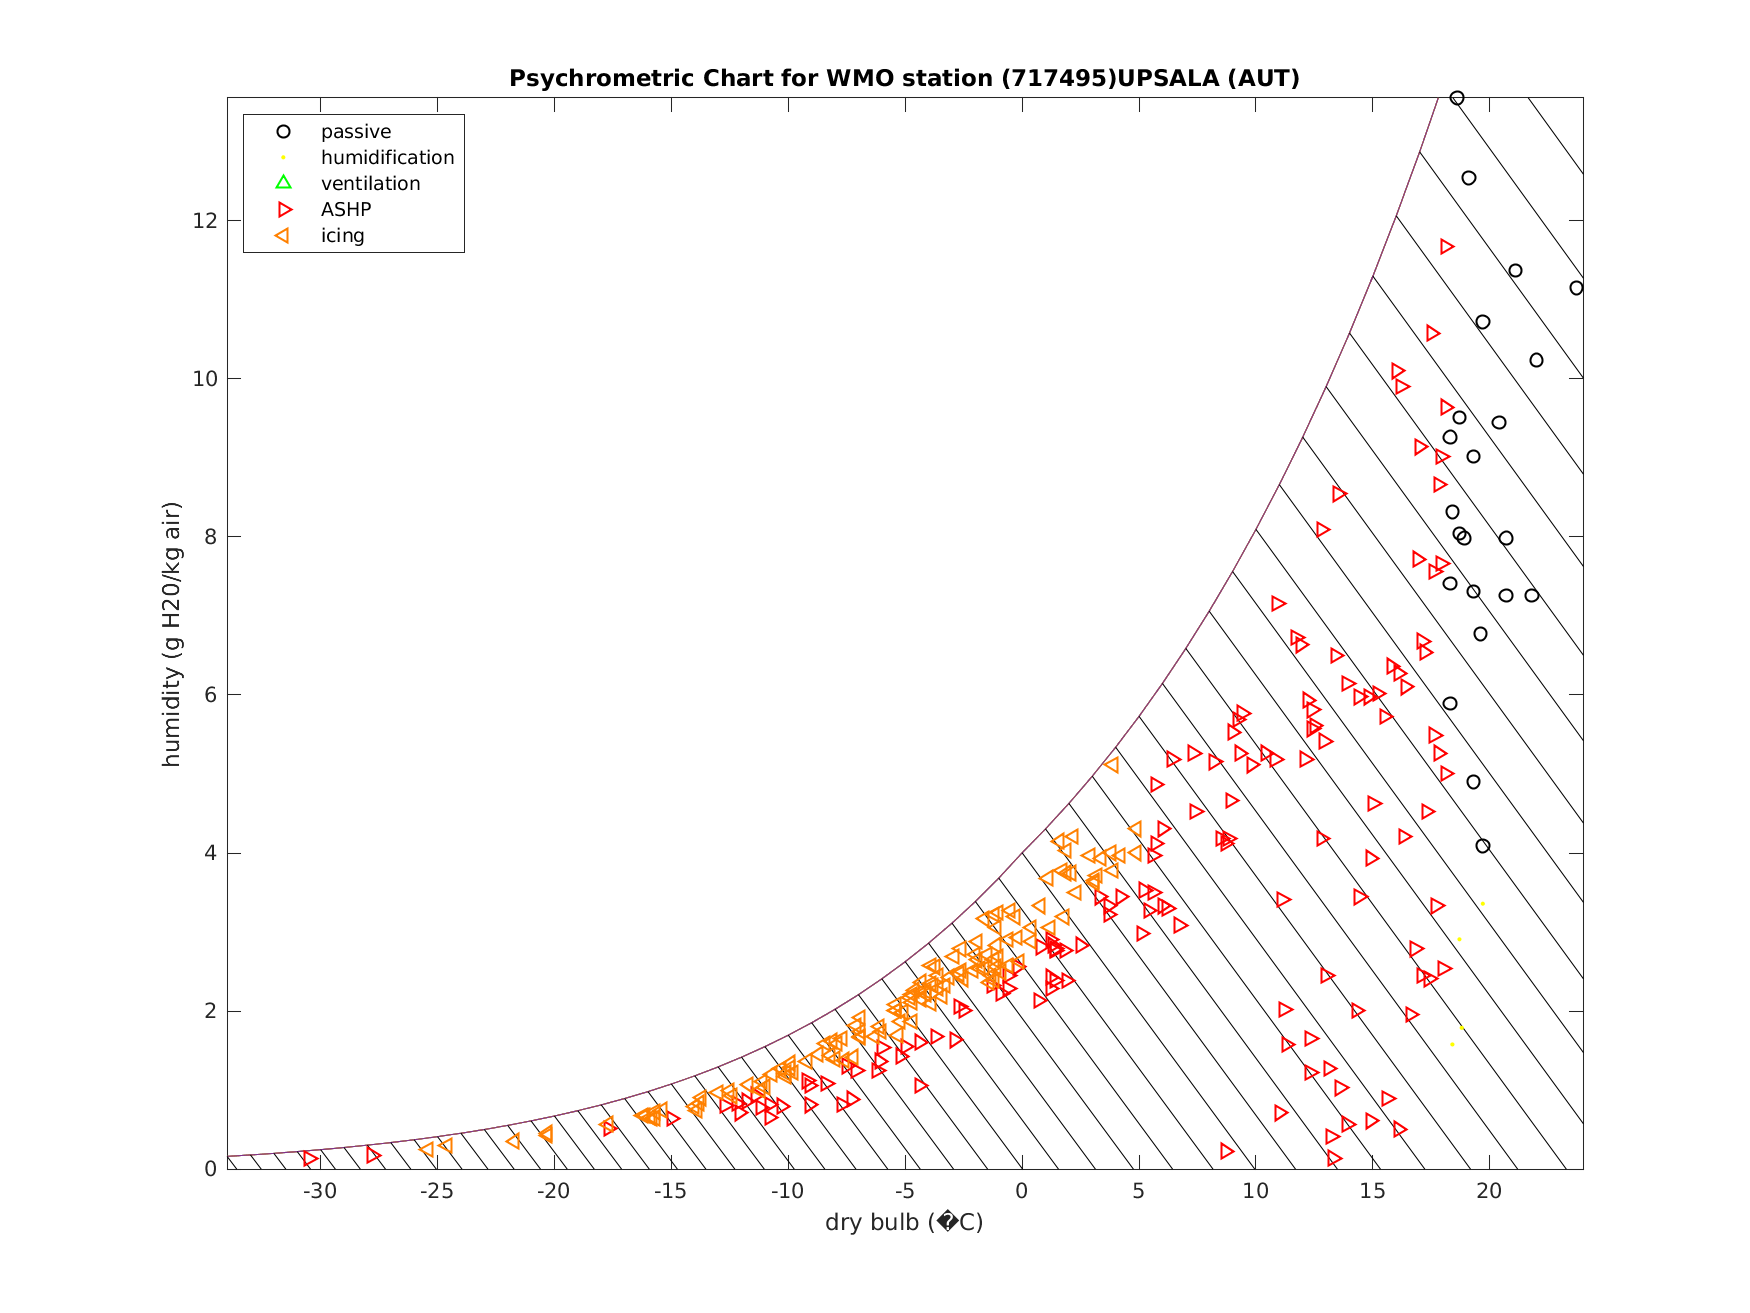 Psychrometric Chart for WMO station (717495)UPSALA (AUT)
passive
humidification
ventilation
ASHP
icing
humidity (g H20/kg air)
12
10
8
6
4
2
0
-30 -25 -20 -15 -10 -5 0 5 10 15 20
dry bulb (�C)